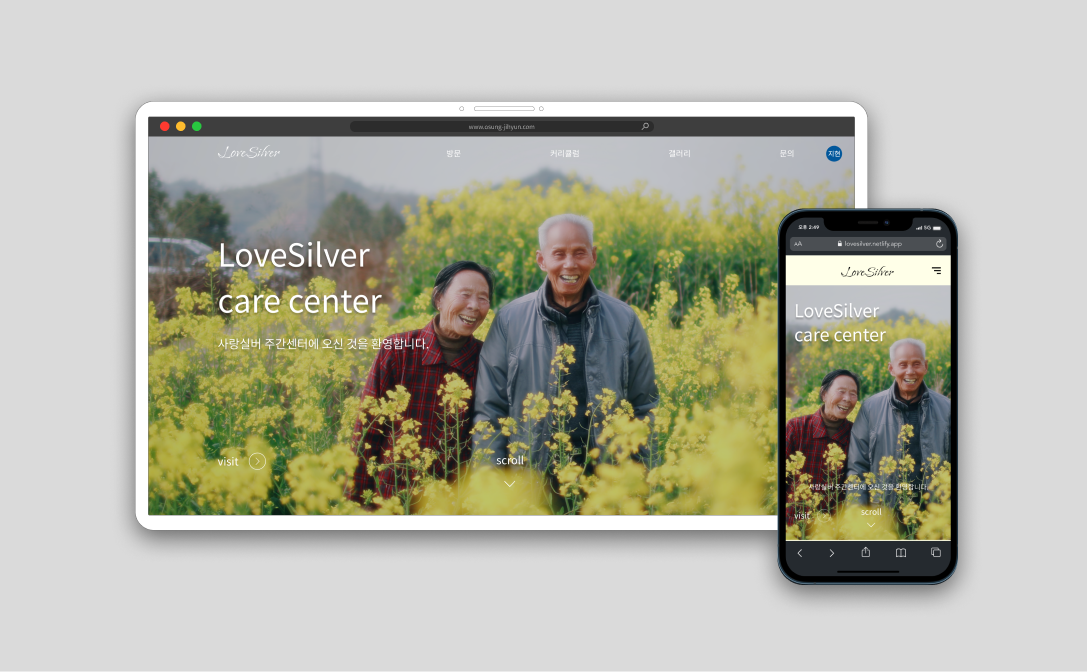 www.osung-jihyun.com
LoveSilver
방문
커리큘럼
갤러리
문의
지현
LoveSilver
care center
사랑실버 주간센터에 오신 것을 환영합니다.
visit
scroll
오후 2:49
5G
AA
lovesilver.netlify.app
LoveSilver
LoveSilver
care center
사랑실버 주간센터에 오신 것을 환영합니다.
visit
scroll